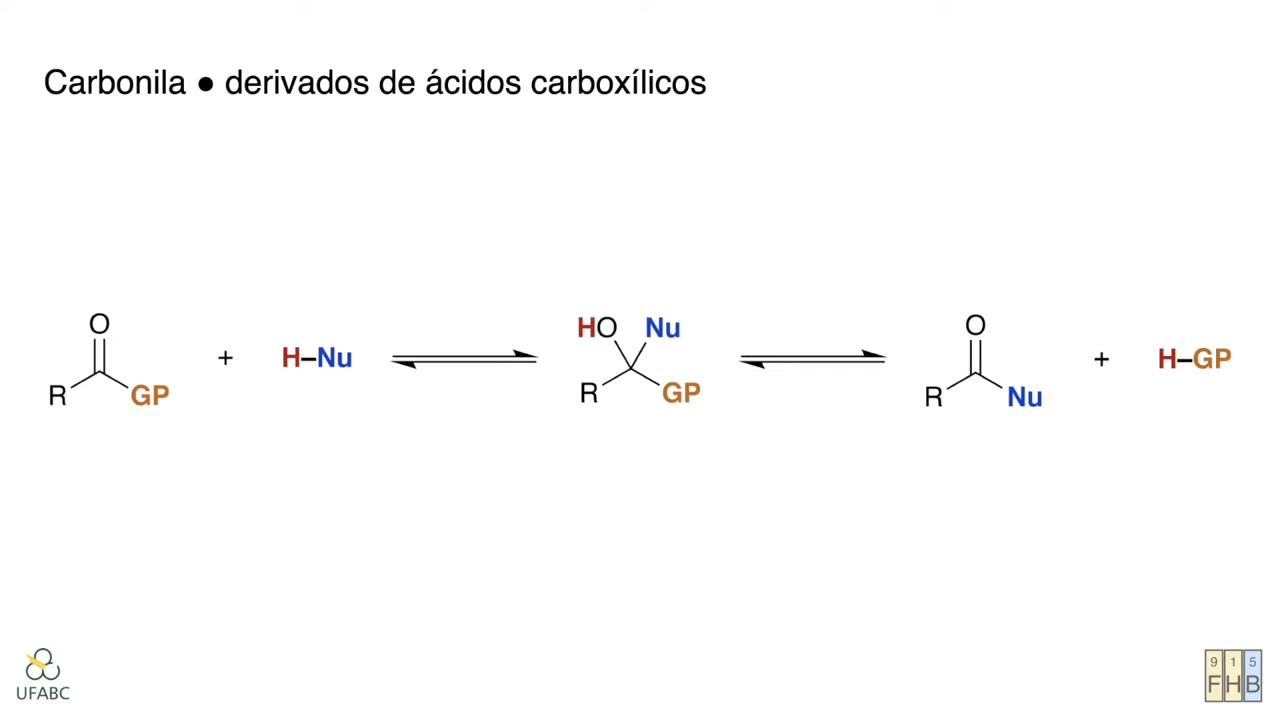 Carbonila ● derivados de ácidos carboxílicos
O
R
GP
+
H–Nu
HO Nu
R GP
O
R
Nu
+
H–GP
UFABC
9 1 5
F H B